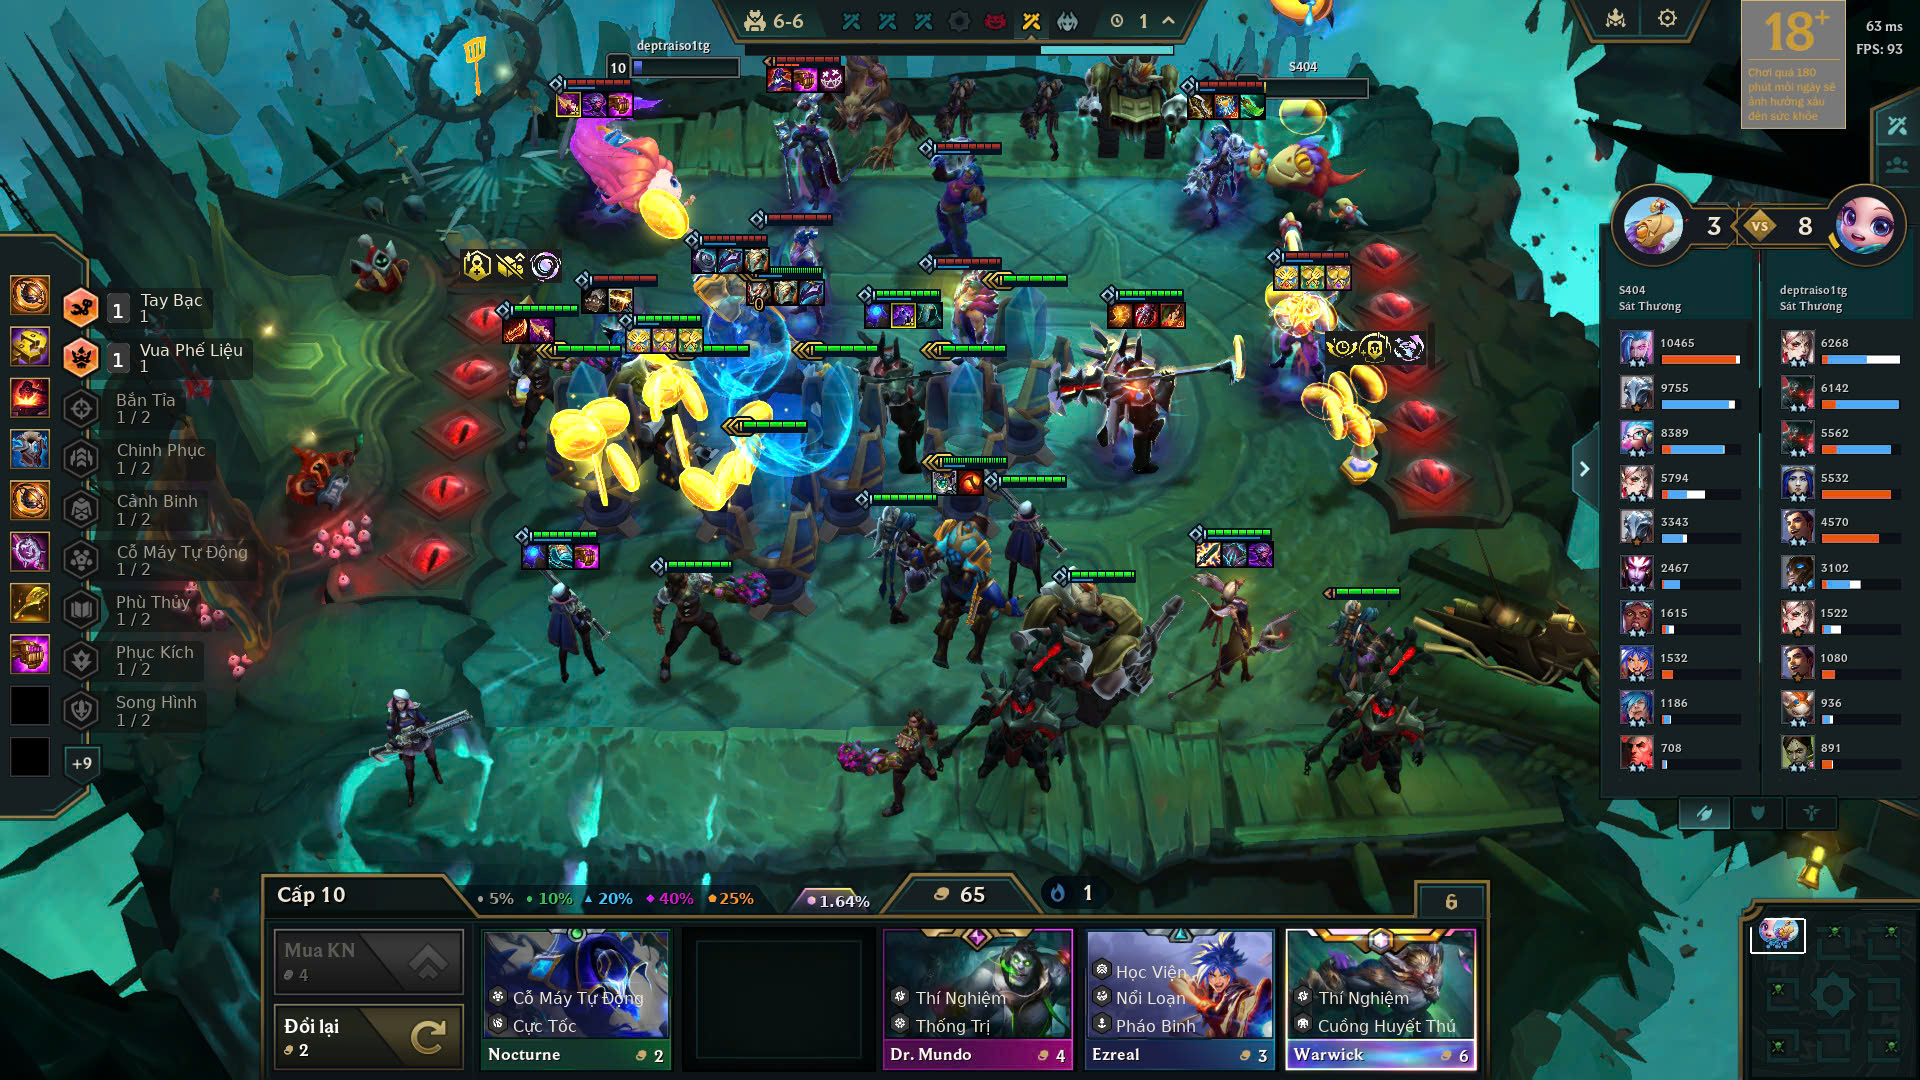 6-6
1
63 ms
FPS: 93
18+
Chơi quá 180
phút mỗi ngày sẽ
ảnh hưởng xấu
đến sức khỏe
deptraiso1tg
10
S404
0
1
Tay Bạc
1
1
Vua Phế Liệu
1
Bắn Tỉa
1 / 2
Chinh Phục
1 / 2
Cảnh Binh
1 / 2
Cỗ Máy Tự Động
1 / 2
Phù Thủy
1 / 2
Phục Kích
1 / 2
Song Hình
1 / 2
+9
3
VS
8
S404
Sát Thương
10465
9755
8389
5794
3343
2467
1615
1532
1186
708
deptraiso1tg
Sát Thương
6268
6142
5562
5532
4570
3102
1522
1080
936
891
Cấp 10
5%
10%
20%
40%
25%
1.64%
65
1
6
Mua KN
4
Đổi lại
2
Cỗ Máy Tự Động
Cực Tốc
Nocturne
2
Thí Nghiệm
Thống Trị
Dr. Mundo
4
Học Viện
Nổi Loạn
Pháo Binh
Ezreal
3
Thí Nghiệm
Cuồng Huyết Thú
Warwick
6